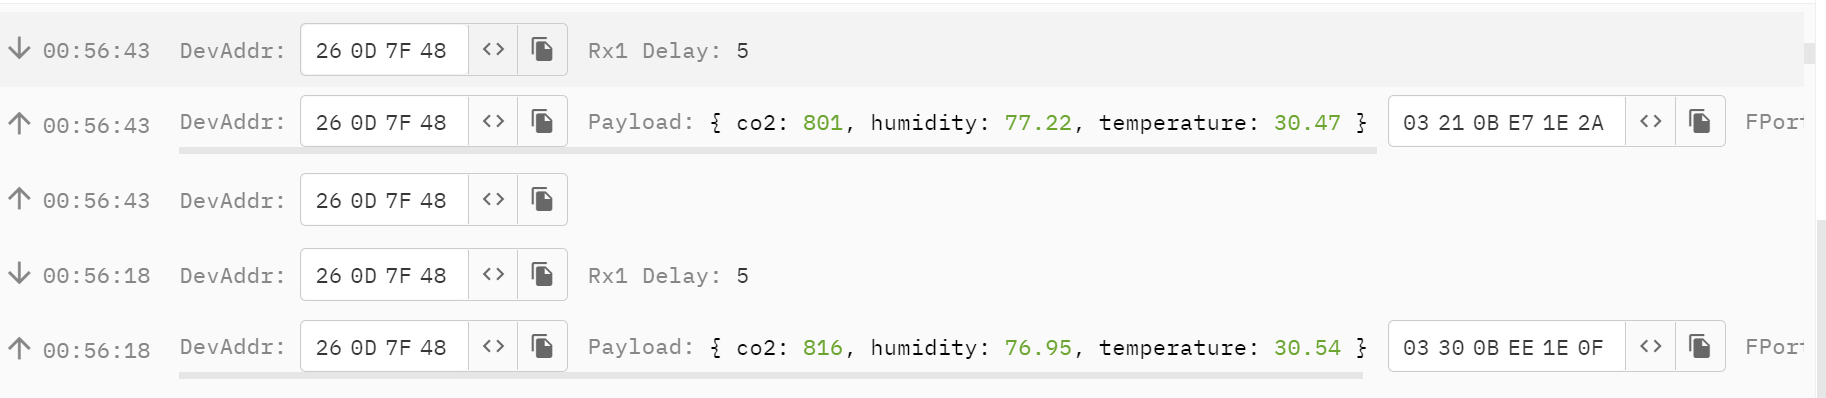 00:56:43 DevAddr: 26 0D 7F 48 <> Rx1 Delay: 5
00:56:43 DevAddr: 26 0D 7F 48 <> Payload: { co2: 801, humidity: 77.22, temperature: 30.47 } 03 21 0B E7 1E 2A <> FPort
00:56:43 DevAddr: 26 0D 7F 48 <>
00:56:18 DevAddr: 26 0D 7F 48 <> Rx1 Delay: 5
00:56:18 DevAddr: 26 0D 7F 48 <> Payload: { co2: 816, humidity: 76.95, temperature: 30.54 } 03 30 0B EE 1E 0F <> FPort